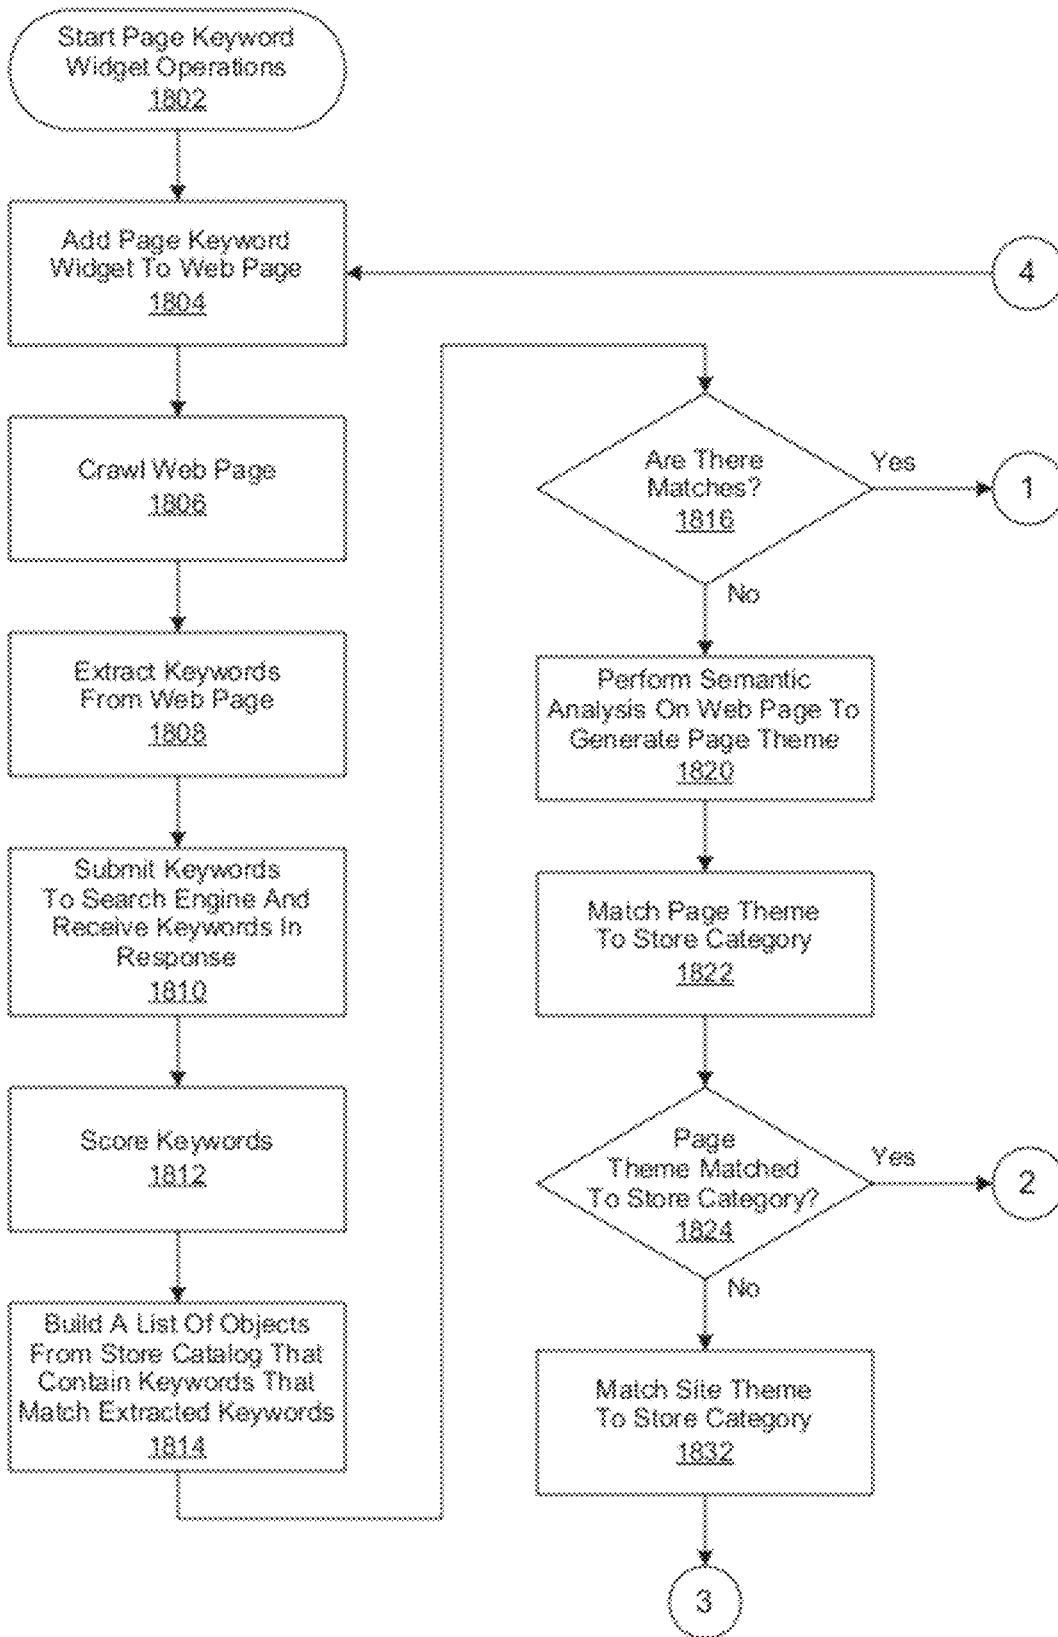 Start Page Keyword
Widget Operations
1802
Add Page Keyword
Widget To Web Page
1804
4
Crawl Web Page
1806
Extract Keywords
From Web Page
1808
Submit Keywords
To Search Engine And
Receive Keywords In
Response
1810
Score Keywords
1812
Build A List Of Objects
From Store Catalog That
Contain Keywords That
Match Extracted Keywords
1814
Are There
Matches?
1816
Yes
1
No
Perform Semantic
Analysis On Web Page To
Generate Page Theme
1820
Match Page Theme
To Store Category
1822
Page
Theme Matched
To Store Category?
1824
Yes
2
No
Match Site Theme
To Store Category
1832
3